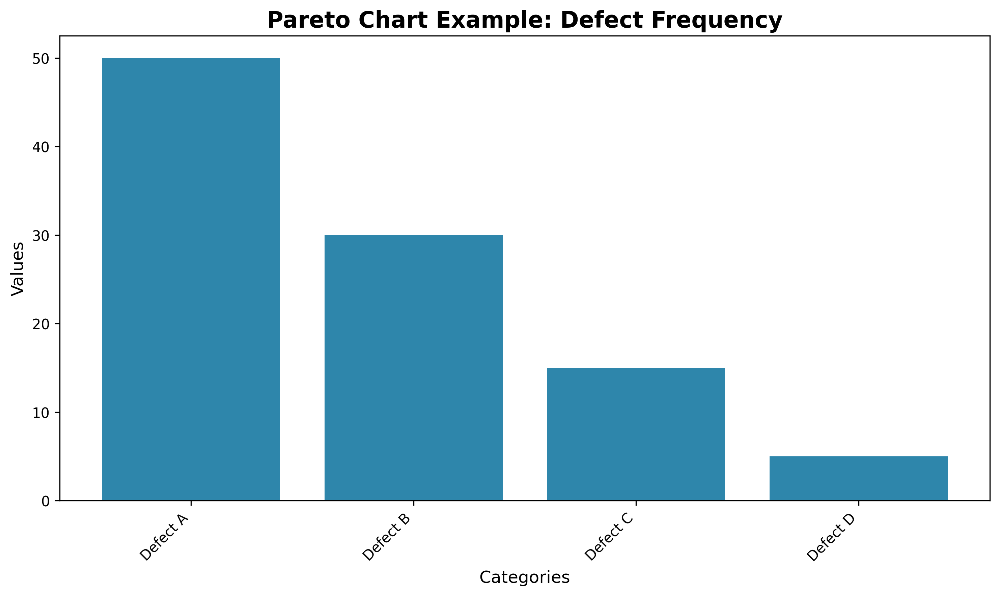 Pareto Chart Example: Defect Frequency
Values
50
40
30
20
10
0
Defect A
Defect B
Defect C
Defect D
Categories